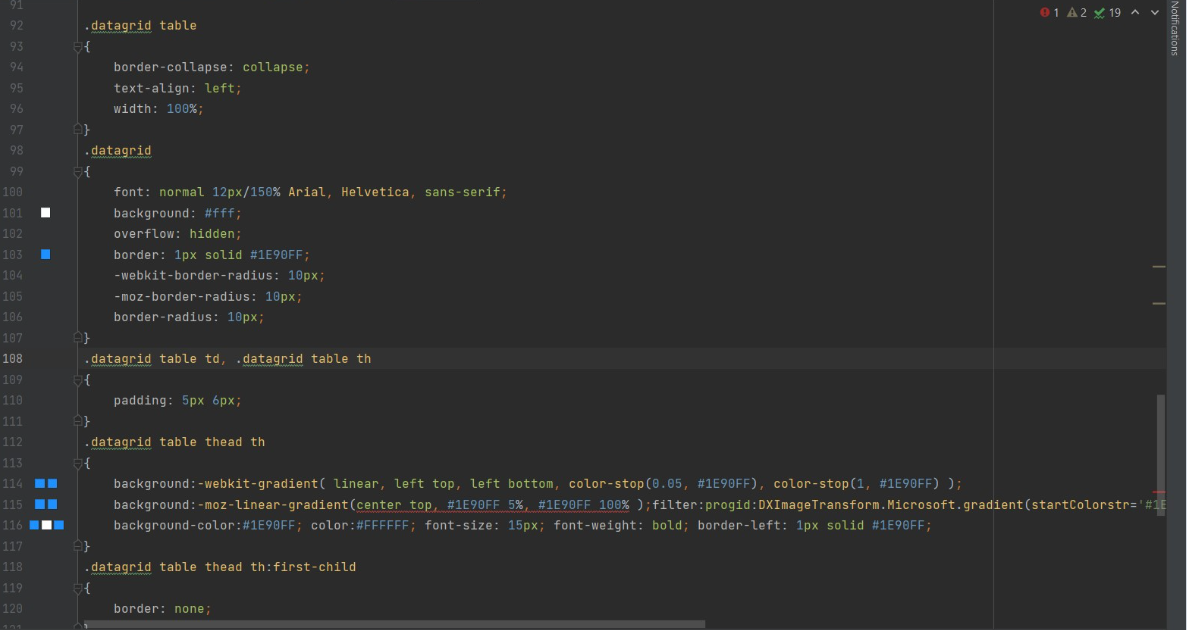 91
1 2 19
Notifications
92 .datagrid table
93 {
94 border-collapse: collapse;
95 text-align: left;
96 width: 100%;
97 }
98 .datagrid
99 {
100 font: normal 12px/150% Arial, Helvetica, sans-serif;
101 background: #fff;
102 overflow: hidden;
103 border: 1px solid #1E90FF;
104 -webkit-border-radius: 10px;
105 -moz-border-radius: 10px;
106 border-radius: 10px;
107 }
108 .datagrid table td, .datagrid table th
109 {
110 padding: 5px 6px;
111 }
112 .datagrid table thead th
113 {
114 background:-webkit-gradient( linear, left top, left bottom, color-stop(0.05, #1E90FF), color-stop(1, #1E90FF) );
115 background:-moz-linear-gradient(center top, #1E90FF 5%, #1E90FF 100% );filter:progid:DXImageTransform.Microsoft.gradient(startColorstr='#1E
116 background-color:#1E90FF; color:#FFFFFF; font-size: 15px; font-weight: bold; border-left: 1px solid #1E90FF;
117 }
118 .datagrid table thead th:first-child
119 {
120 border: none;
121 }